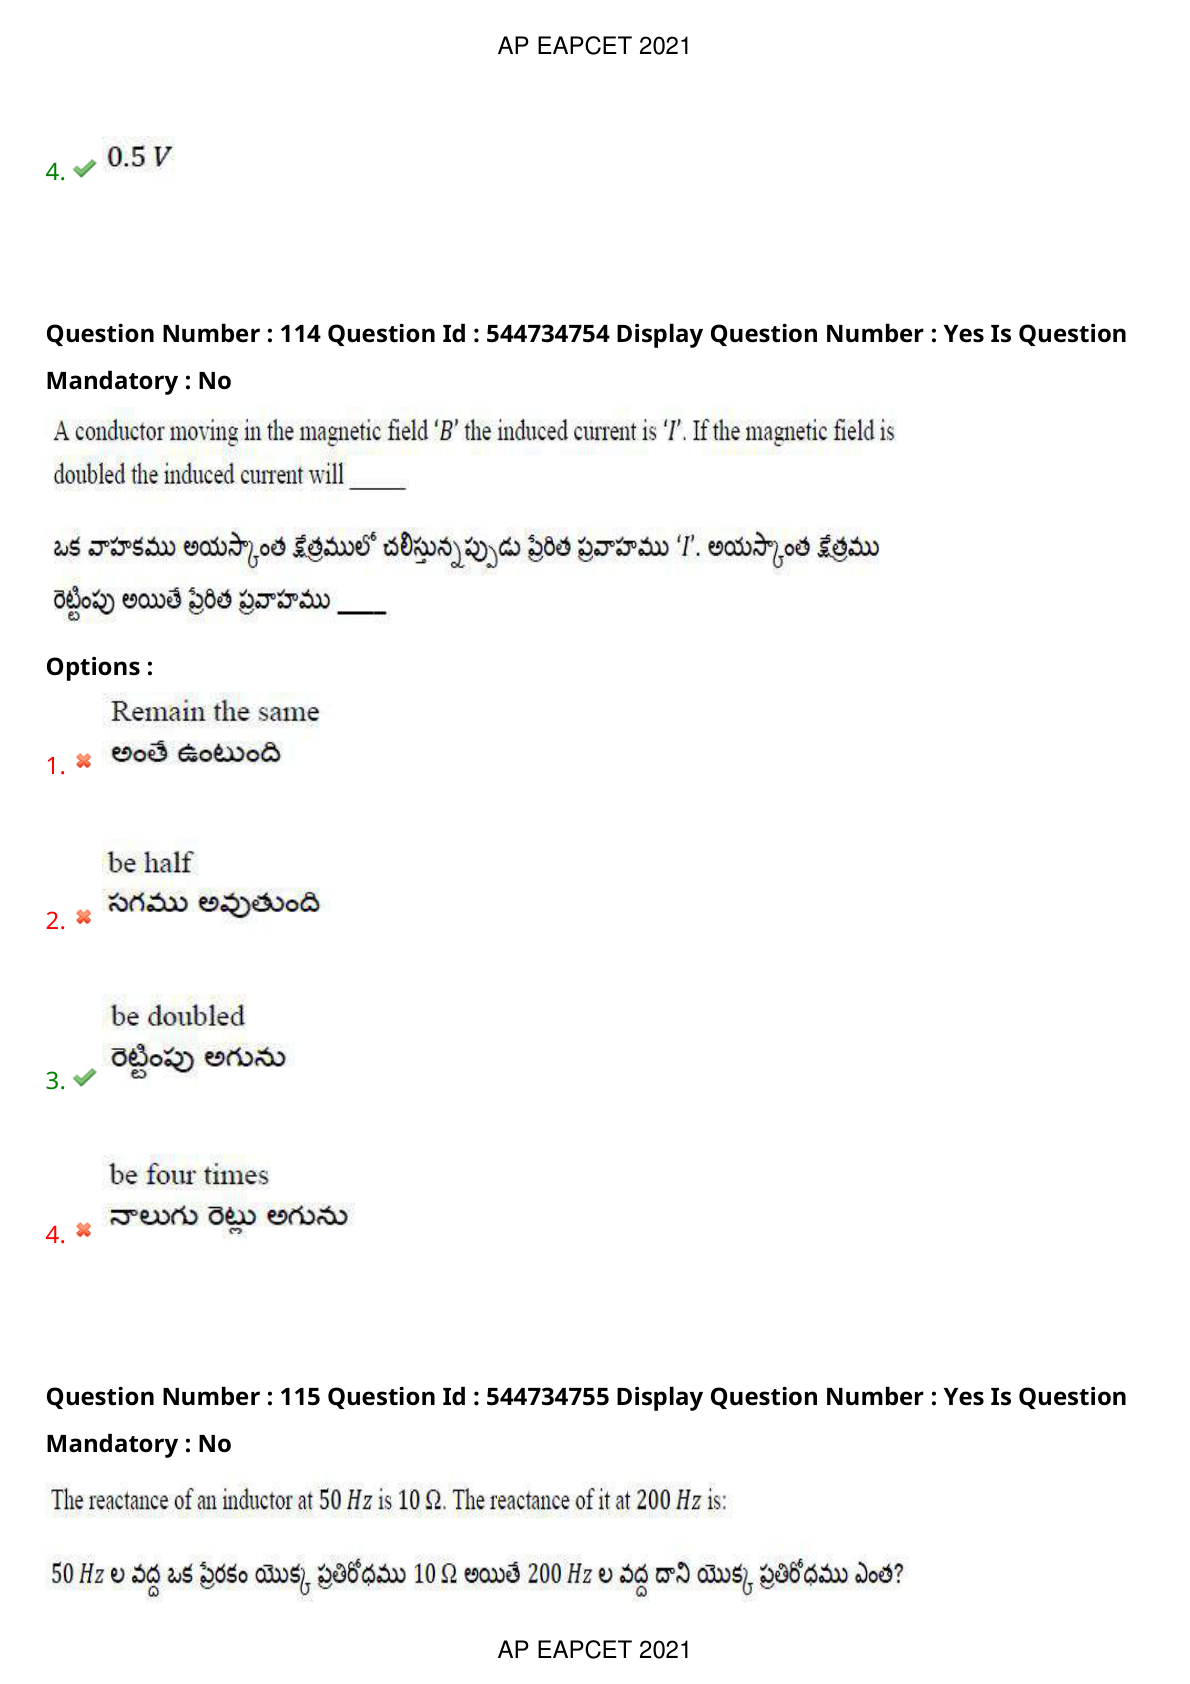 AP EAPCET 2021
4. 0.5 V
Question Number : 114 Question Id : 544734754 Display Question Number : Yes Is Question
Mandatory : No
A conductor moving in the magnetic field ‘B’ the induced current is ‘I’. If the magnetic field is
doubled the induced current will _____
ఒక వాహకము అయస్కాంత క్షేత్రములో చలిస్తున్నప్పుడు ప్రేరిత ప్రవాహము ‘I’. అయస్కాంత క్షేత్రము
రెట్టింపు అయితే ప్రేరిత ప్రవాహము ____
Options :
Remain the same
అంతే ఉంటుంది
1.
be half
సగము అవుతుంది
2.
be doubled
రెట్టింపు అగును
3.
be four times
నాలుగు రెట్లు అగును
4.
Question Number : 115 Question Id : 544734755 Display Question Number : Yes Is Question
Mandatory : No
The reactance of an inductor at 50 Hz is 10 Ω. The reactance of it at 200 Hz is:
50 Hz ల వద్ద ఒక ప్రేరకం యొక్క ప్రతిరోధము 10 Ω అయితే 200 Hz ల వద్ద దాని యొక్క ప్రతిరోధము ఎంత?
AP EAPCET 2021